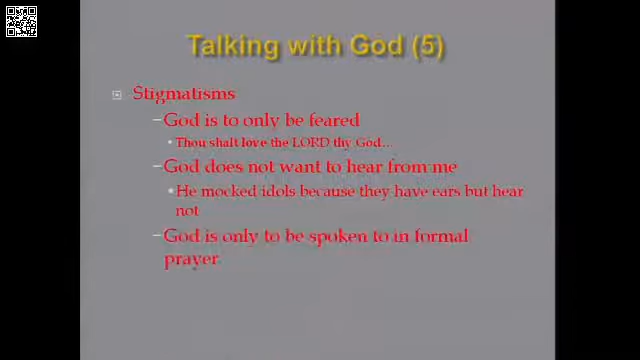 Talking with God (5)
Stigmatisms
–God is to only be feared
•Thou shalt love the LORD thy God...
–God does not want to hear from me
•He mocked idols because they have ears but hear
not
–God is only to be spoken to in formal
prayer